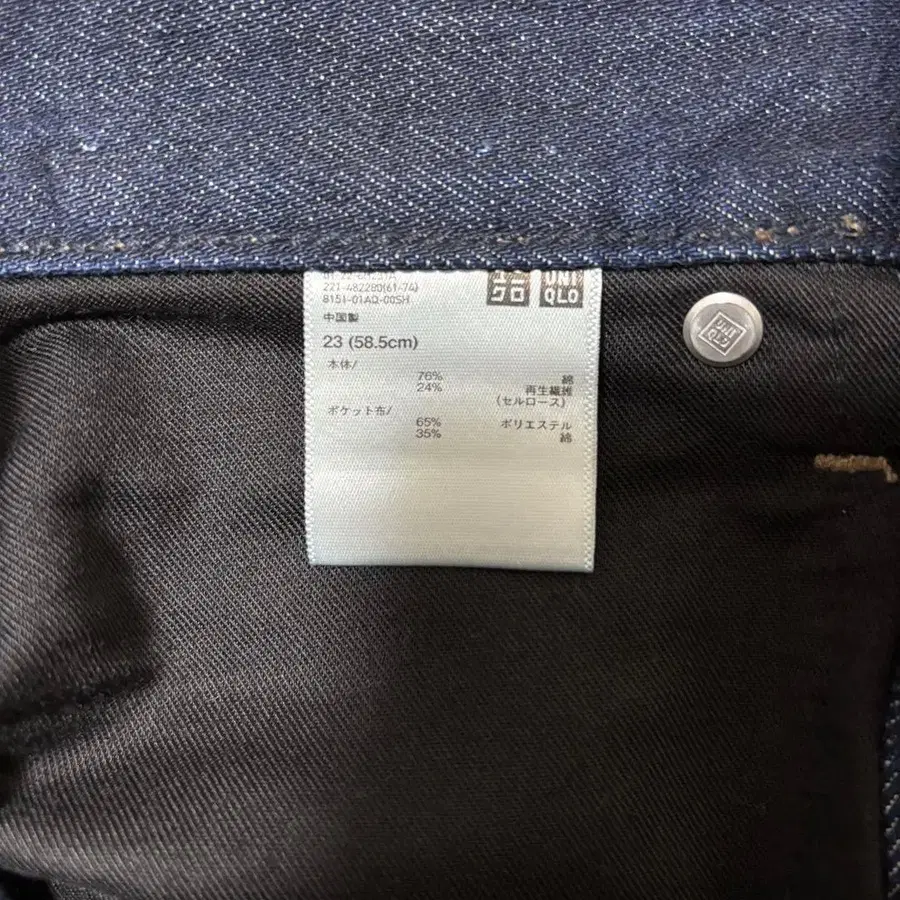 221-482280(61-74)
8151-01AQ-00SH
中国製
23 (58.5cm)
本体/
76% 綿
24% 再生繊維
(セルロース)
ポケット布/
65% ポリエステル
35% 綿
クロ
UNI
QLO
UNI
QLO